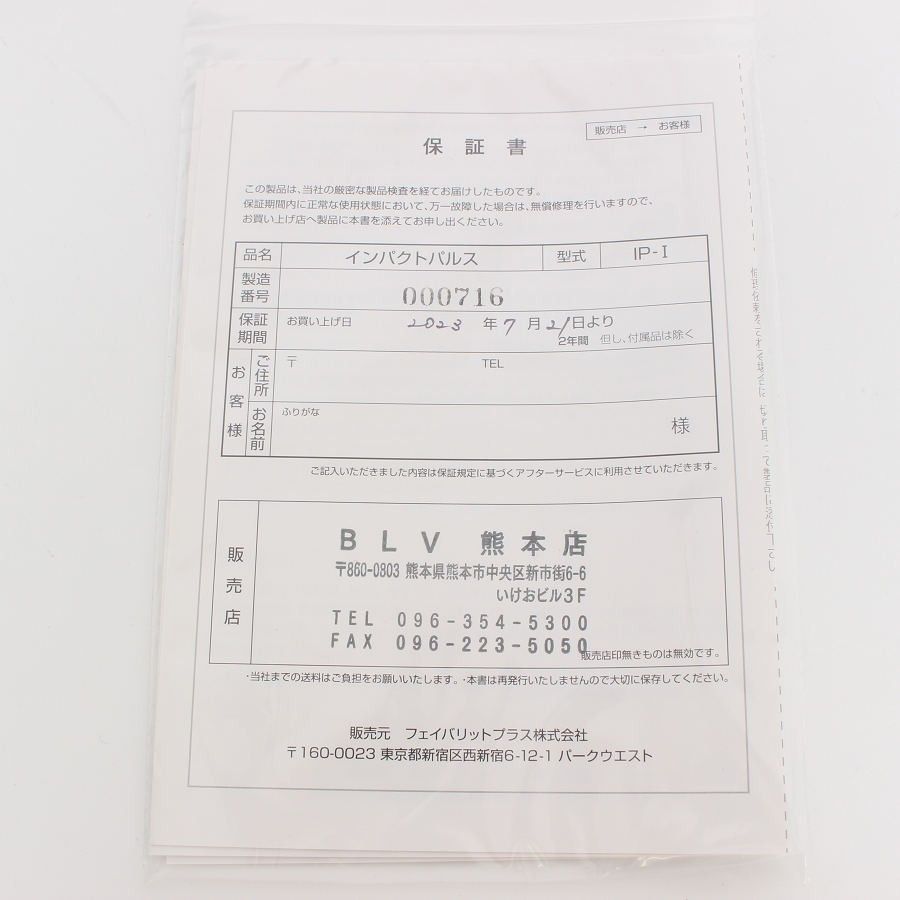 販売店 → お客様
保証書
この製品は、当社の厳密な製品検査を経てお届けしたものです。
保証期間内に正常な使用状態において、万一故障した場合は、無償修理を行いますので、
お買い上げ店へ製品に本書を添えてお申し出ください。
品名 インパクトパルス 型式 IP-I
製造番号 000716
保証期間 お買い上げ日 2023 年 7 月 21 日より
2年間 但し、付属品は除く
お客様 ご住所 〒 TEL
お名前 ふりがな 様
ご記入いただきました内容は保証規定に基づくアフターサービスに利用させていただきます。
販売店
BLV 熊本店
〒860-0803 熊本県熊本市中央区新市街6-6
いけおビル3F
TEL 096-354-5300
FAX 096-223-5050
販売店印無きものは無効です。
・当社までの送料はご負担をお願いいたします。・本書は再発行いたしませんので大切に保存してください。
販売元 フェイバリットプラス株式会社
〒160-0023 東京都新宿区西新宿6-12-1 パークウエスト